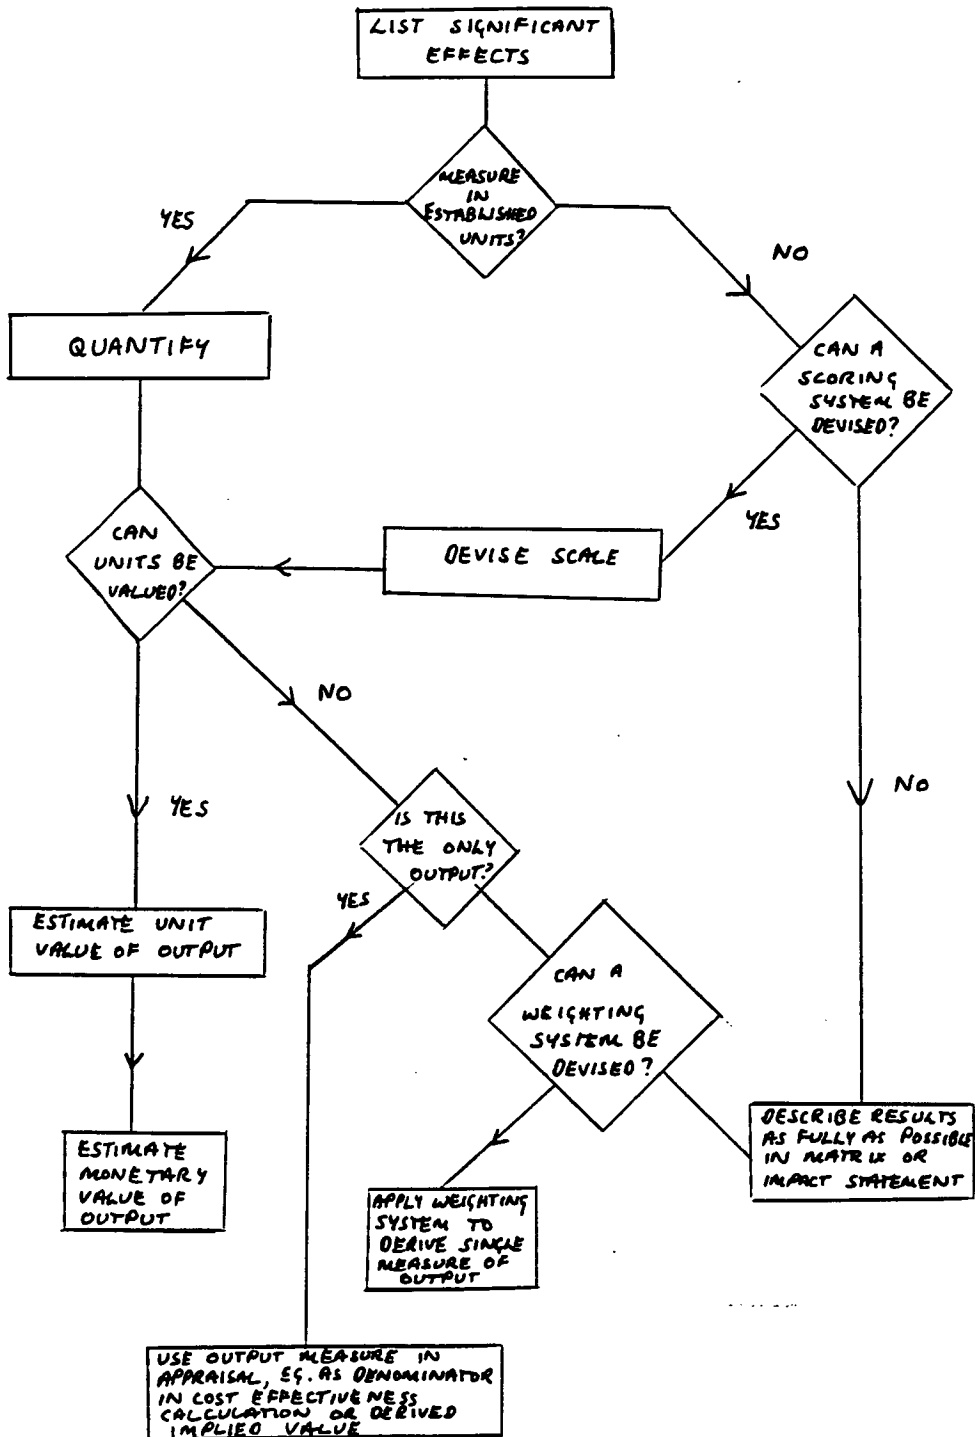 LIST SIGNIFICANT
EFFECTS
MEASURE
IN
ESTABLISHED
UNITS?
YES
NO
QUANTIFY
CAN A
SCORING
SYSTEM BE
DEVISED?
YES
CAN
UNITS BE
VALUED?
DEVISE SCALE
NO
YES
NO
IS THIS
THE ONLY
OUTPUT?
YES
ESTIMATE UNIT
VALUE OF OUTPUT
CAN A
WEIGHTING
SYSTEM BE
DEVISED?
ESTIMATE
MONETARY
VALUE OF
OUTPUT
APPLY WEIGHTING
SYSTEM TO
DERIVE SINGLE
MEASURE OF
OUTPUT
DESCRIBE RESULTS
AS FULLY AS POSSIBLE
IN MATRIX OR
IMPACT STATEMENT
USE OUTPUT MEASURE IN
APPRAISAL, EG. AS DENOMINATOR
IN COST EFFECTIVENESS
CALCULATION OR DERIVED
IMPLIED VALUE